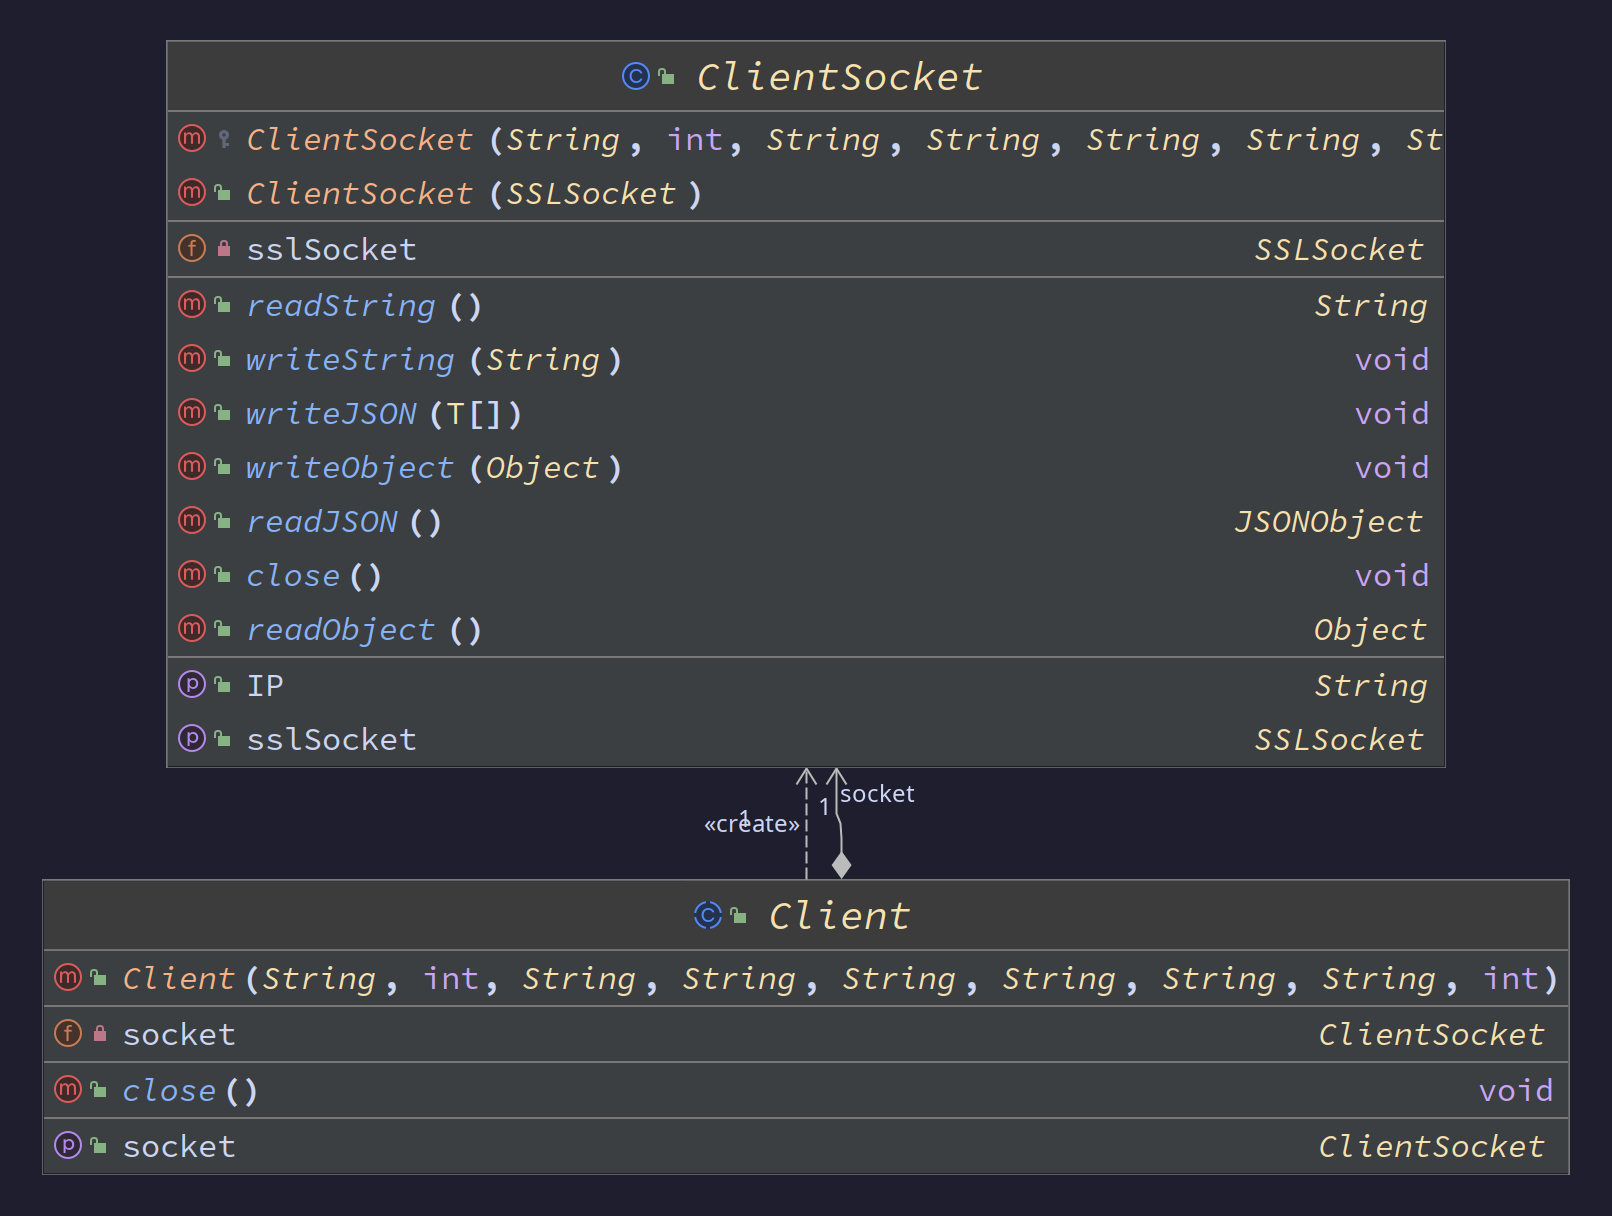 ClientSocket
ClientSocket (String, int, String, String, String, String, St
ClientSocket (SSLSocket)
sslSocket SSLSocket
readString () String
writeString (String) void
writeJSON (T[]) void
writeObject (Object) void
readJSON () JSONObject
close () void
readObject () Object
IP String
sslSocket SSLSocket
socket
1
1
«create»
Client
Client (String, int, String, String, String, String, String, String, int)
socket ClientSocket
close () void
socket ClientSocket